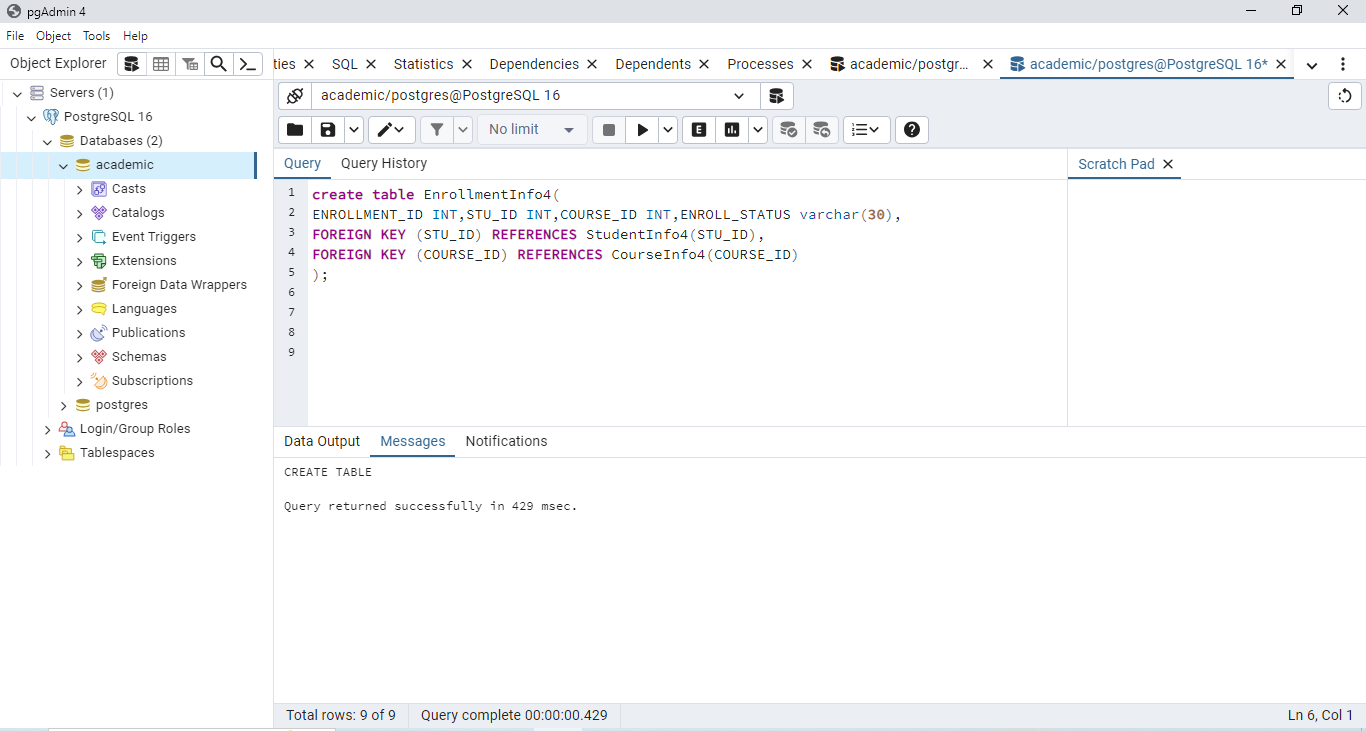 pgAdmin 4
File Object Tools Help
Object Explorer
ties SQL Statistics Dependencies Dependents Processes academic/postgr... academic/postgres@PostgreSQL 16*
Servers (1)
PostgreSQL 16
Databases (2)
academic
Casts
Catalogs
Event Triggers
Extensions
Foreign Data Wrappers
Languages
Publications
Schemas
Subscriptions
postgres
Login/Group Roles
Tablespaces
academic/postgres@PostgreSQL 16
No limit E
Query Query History
Scratch Pad
1 create table EnrollmentInfo4(
2 ENROLLMENT_ID INT,STU_ID INT,COURSE_ID INT,ENROLL_STATUS varchar(30),
3 FOREIGN KEY (STU_ID) REFERENCES StudentInfo4(STU_ID),
4 FOREIGN KEY (COURSE_ID) REFERENCES CourseInfo4(COURSE_ID)
5 );
6
7
8
9
Data Output Messages Notifications
CREATE TABLE
Query returned successfully in 429 msec.
Total rows: 9 of 9 Query complete 00:00:00.429 Ln 6, Col 1